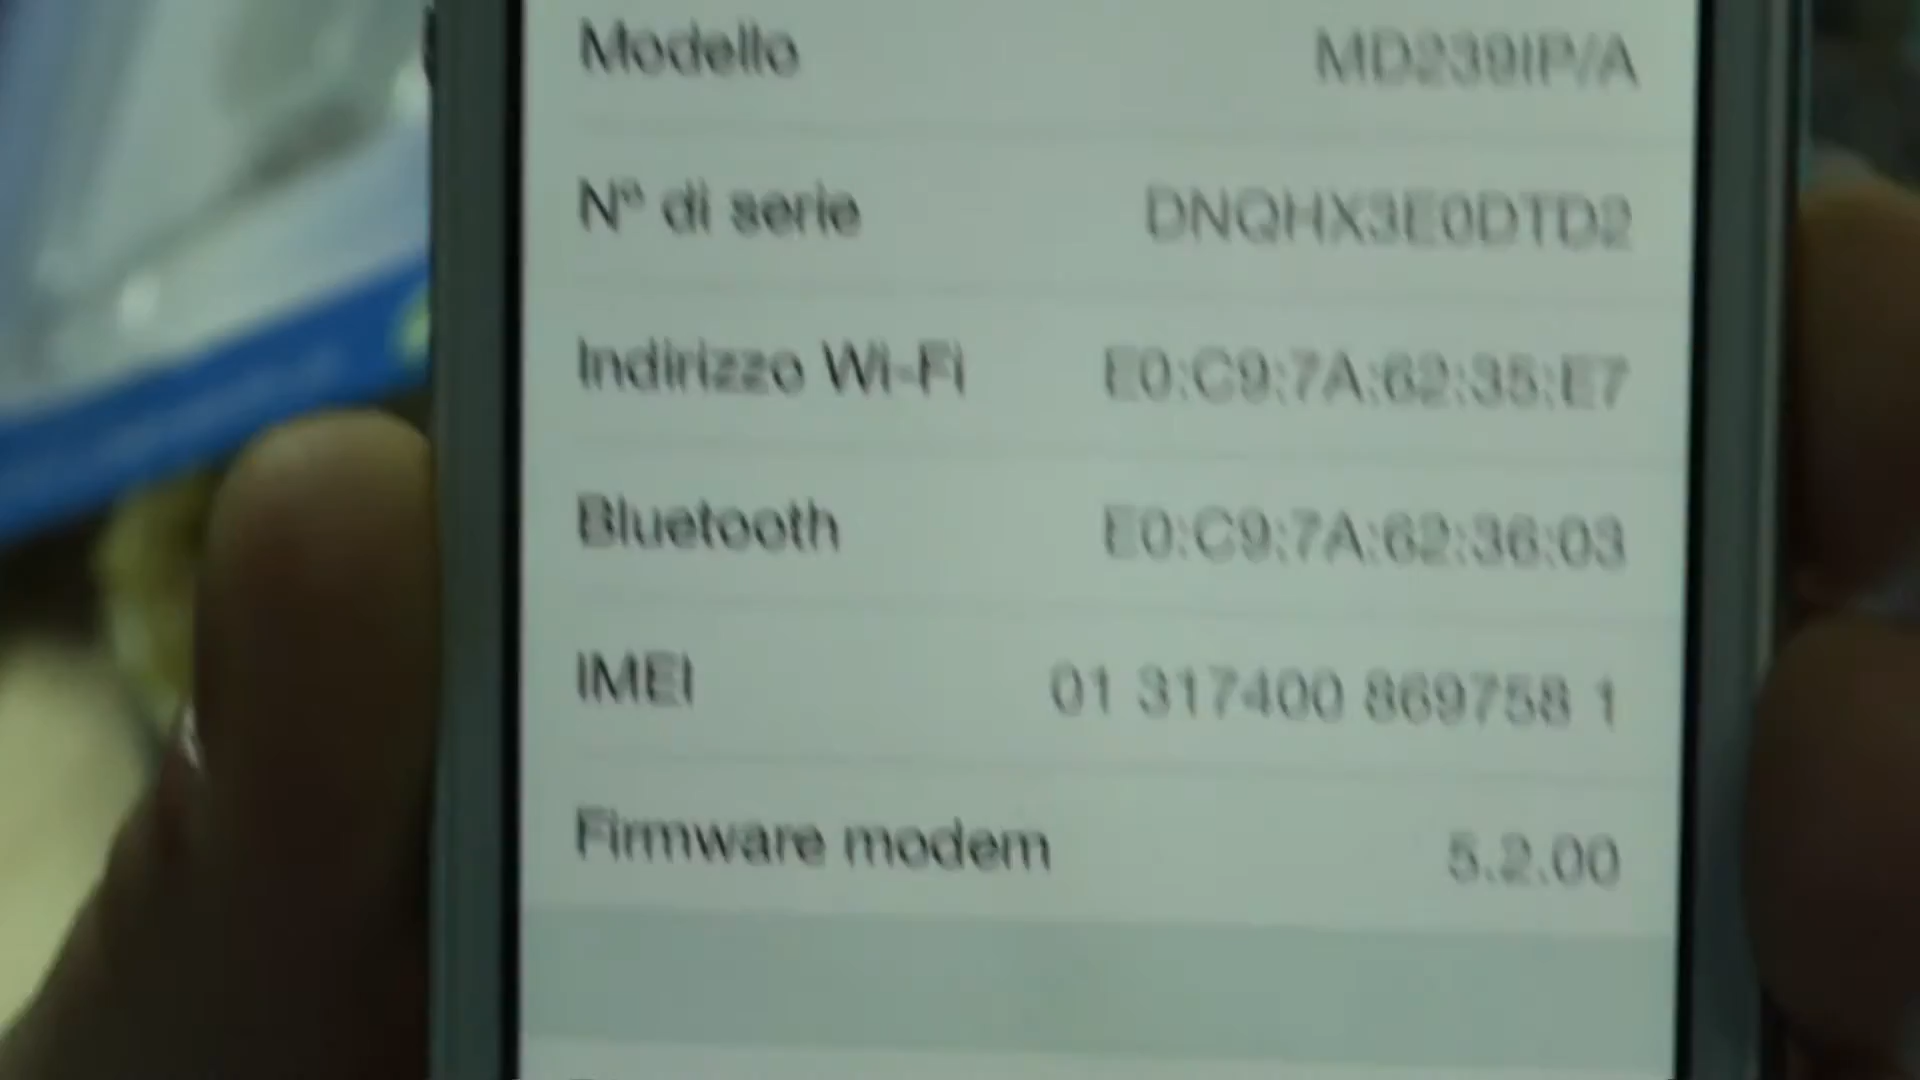 Modello MD239IP/A
N° di serie DNQHX3E0DTD2
Indirizzo Wi-Fi E0:C9:7A:62:35:E7
Bluetooth E0:C9:7A:62:36:03
IMEI 01 317400 869758 1
Firmware modem 5.2.00